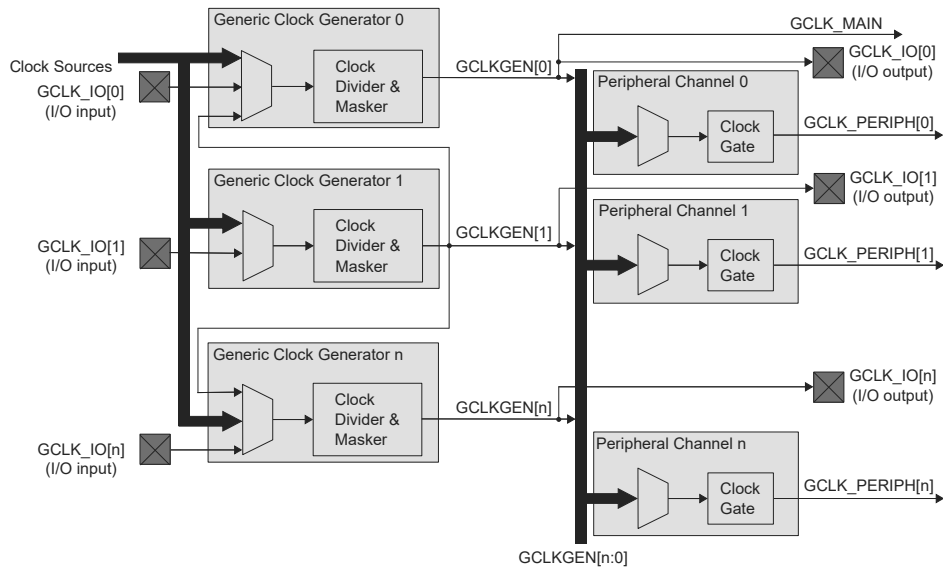 Generic Clock Generator 0
Clock Sources
GCLK_IO[0]
(I/O input)
Clock
Divider &
Masker
GCLKGEN[0]
GCLK_MAIN
GCLK_IO[0]
(I/O output)
Peripheral Channel 0
Clock
Gate
GCLK_PERIPH[0]
Generic Clock Generator 1
GCLK_IO[1]
(I/O input)
Clock
Divider &
Masker
GCLKGEN[1]
GCLK_IO[1]
(I/O output)
Peripheral Channel 1
Clock
Gate
GCLK_PERIPH[1]
Generic Clock Generator n
GCLK_IO[n]
(I/O input)
Clock
Divider &
Masker
GCLKGEN[n]
GCLK_IO[n]
(I/O output)
Peripheral Channel n
Clock
Gate
GCLK_PERIPH[n]
GCLKGEN[n:0]